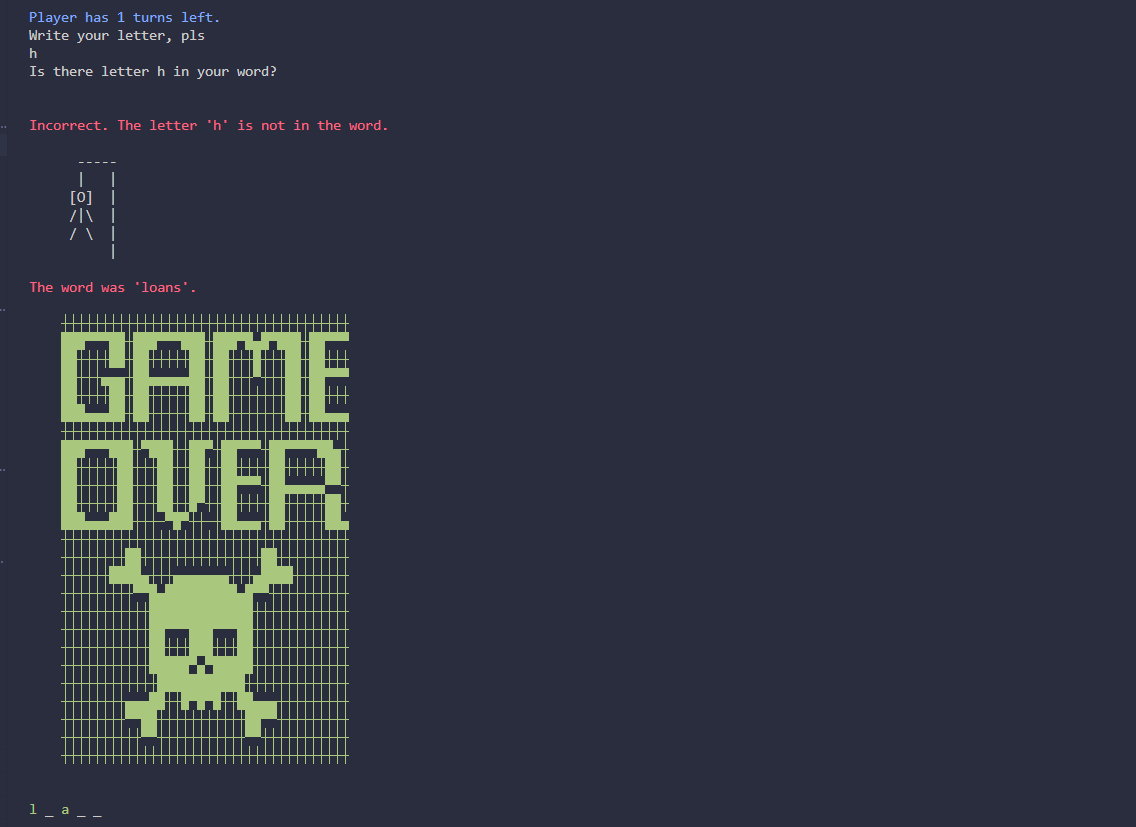 Player has 1 turns left.
Write your letter, pls
h
Is there letter h in your word?
Incorrect. The letter 'h' is not in the word.
-----
|   |
[O]  |
/|\  |
/ \  |
|
The word was 'loans'.
GAME
OVER
l _ a _ _